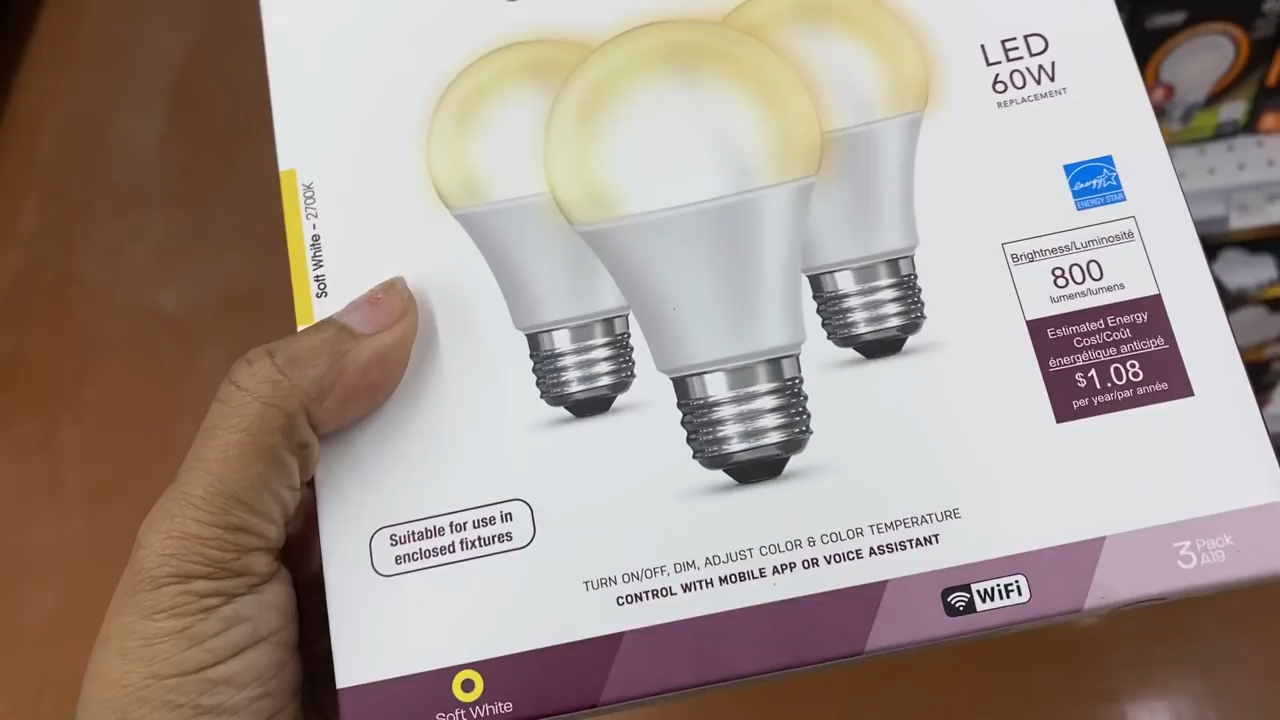 LED
60W
REPLACEMENT
Soft White - 2700K
energy
ENERGY STAR
Brightness/Luminosité
800
lumens/lumens
Estimated Energy
Cost/Coût
énergétique anticipé
$1.08
per year/par année
Suitable for use in
enclosed fixtures
TURN ON/OFF, DIM, ADJUST COLOR & COLOR TEMPERATURE
CONTROL WITH MOBILE APP OR VOICE ASSISTANT
WiFi
3 Pack
A19
Soft White